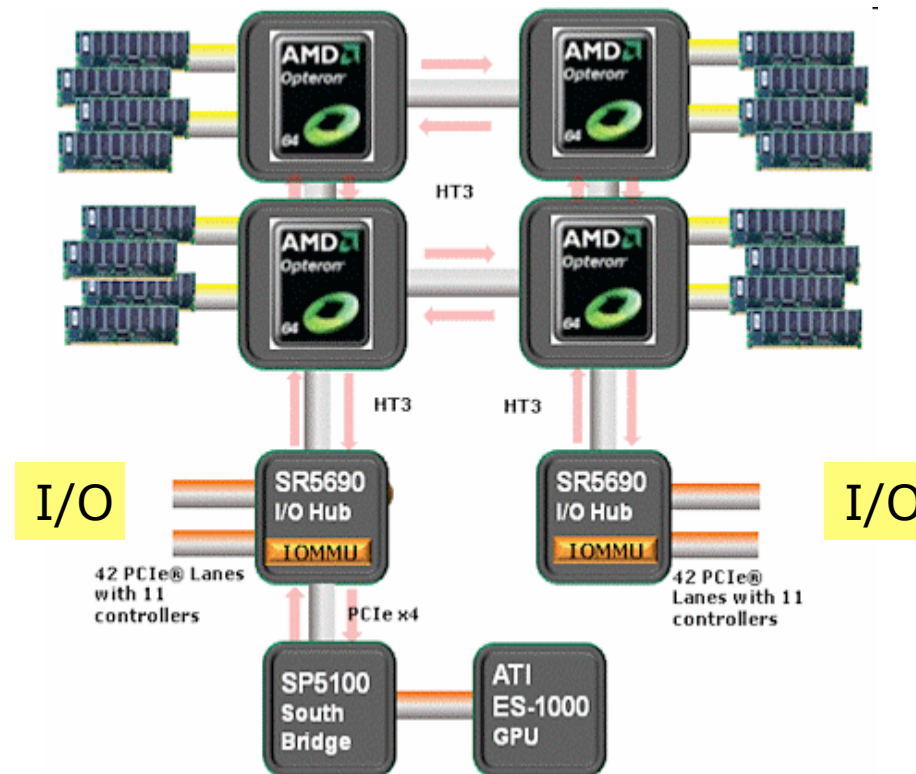 AMD
Opteron
64
AMD
Opteron
64
HT3
AMD
Opteron
64
AMD
Opteron
64
HT3
HT3
I/O
SR5690
I/O Hub
IOMMU
SR5690
I/O Hub
IOMMU
I/O
42 PCIe® Lanes
with 11
controllers
42 PCIe®
Lanes with 11
controllers
PCIe x4
SP5100
South
Bridge
ATI
ES-1000
GPU